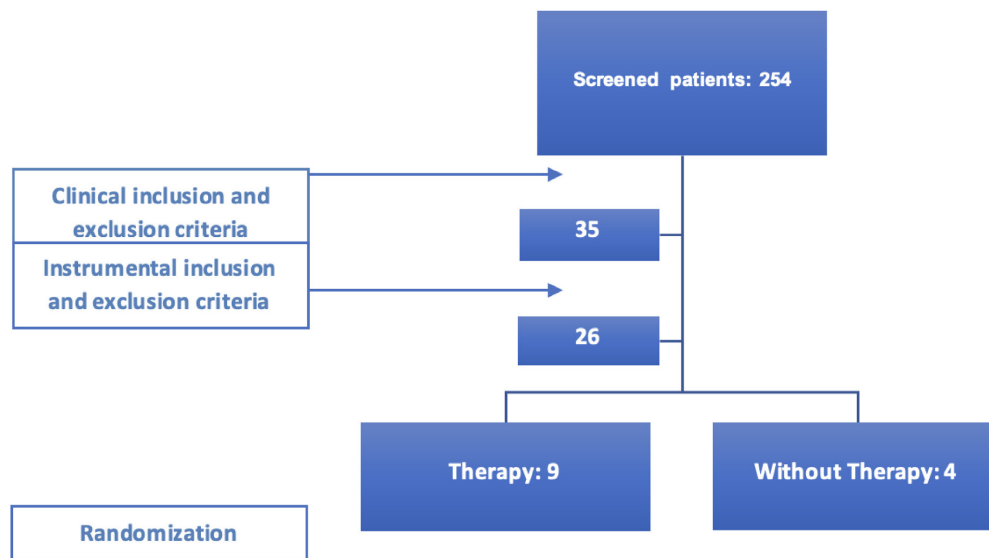 Screened patients: 254
Clinical inclusion and
exclusion criteria
35
Instrumental inclusion
and exclusion criteria
26
Therapy: 9
Without Therapy: 4
Randomization